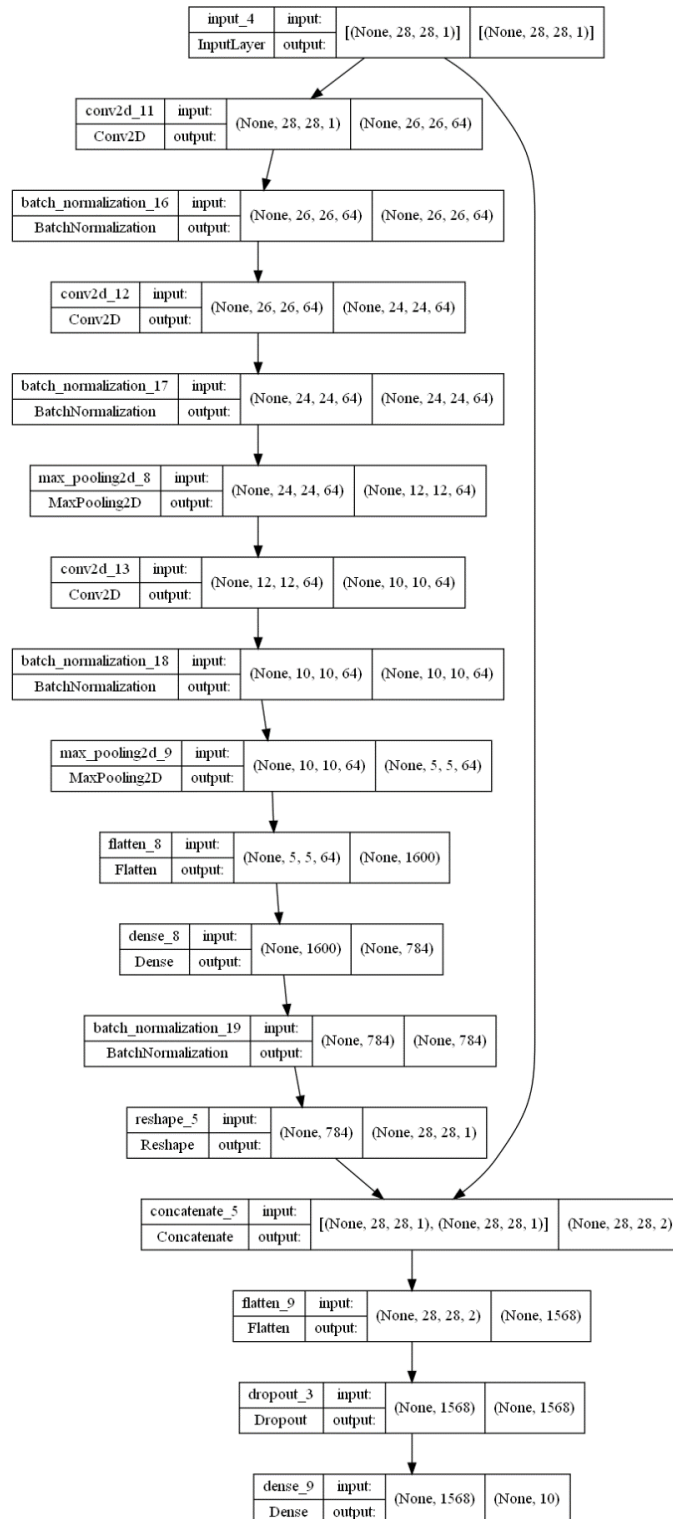 input_4 input: [(None, 28, 28, 1)] [(None, 28, 28, 1)]
InputLayer output:
conv2d_11 input: (None, 28, 28, 1) (None, 26, 26, 64)
Conv2D output:
batch_normalization_16 input: (None, 26, 26, 64) (None, 26, 26, 64)
BatchNormalization output:
conv2d_12 input: (None, 26, 26, 64) (None, 24, 24, 64)
Conv2D output:
batch_normalization_17 input: (None, 24, 24, 64) (None, 24, 24, 64)
BatchNormalization output:
max_pooling2d_8 input: (None, 24, 24, 64) (None, 12, 12, 64)
MaxPooling2D output:
conv2d_13 input: (None, 12, 12, 64) (None, 10, 10, 64)
Conv2D output:
batch_normalization_18 input: (None, 10, 10, 64) (None, 10, 10, 64)
BatchNormalization output:
max_pooling2d_9 input: (None, 10, 10, 64) (None, 5, 5, 64)
MaxPooling2D output:
flatten_8 input: (None, 5, 5, 64) (None, 1600)
Flatten output:
dense_8 input: (None, 1600) (None, 784)
Dense output:
batch_normalization_19 input: (None, 784) (None, 784)
BatchNormalization output:
reshape_5 input: (None, 784) (None, 28, 28, 1)
Reshape output:
concatenate_5 input: [(None, 28, 28, 1), (None, 28, 28, 1)] (None, 28, 28, 2)
Concatenate output:
flatten_9 input: (None, 28, 28, 2) (None, 1568)
Flatten output:
dropout_3 input: (None, 1568) (None, 1568)
Dropout output:
dense_9 input: (None, 1568) (None, 10)
Dense output: